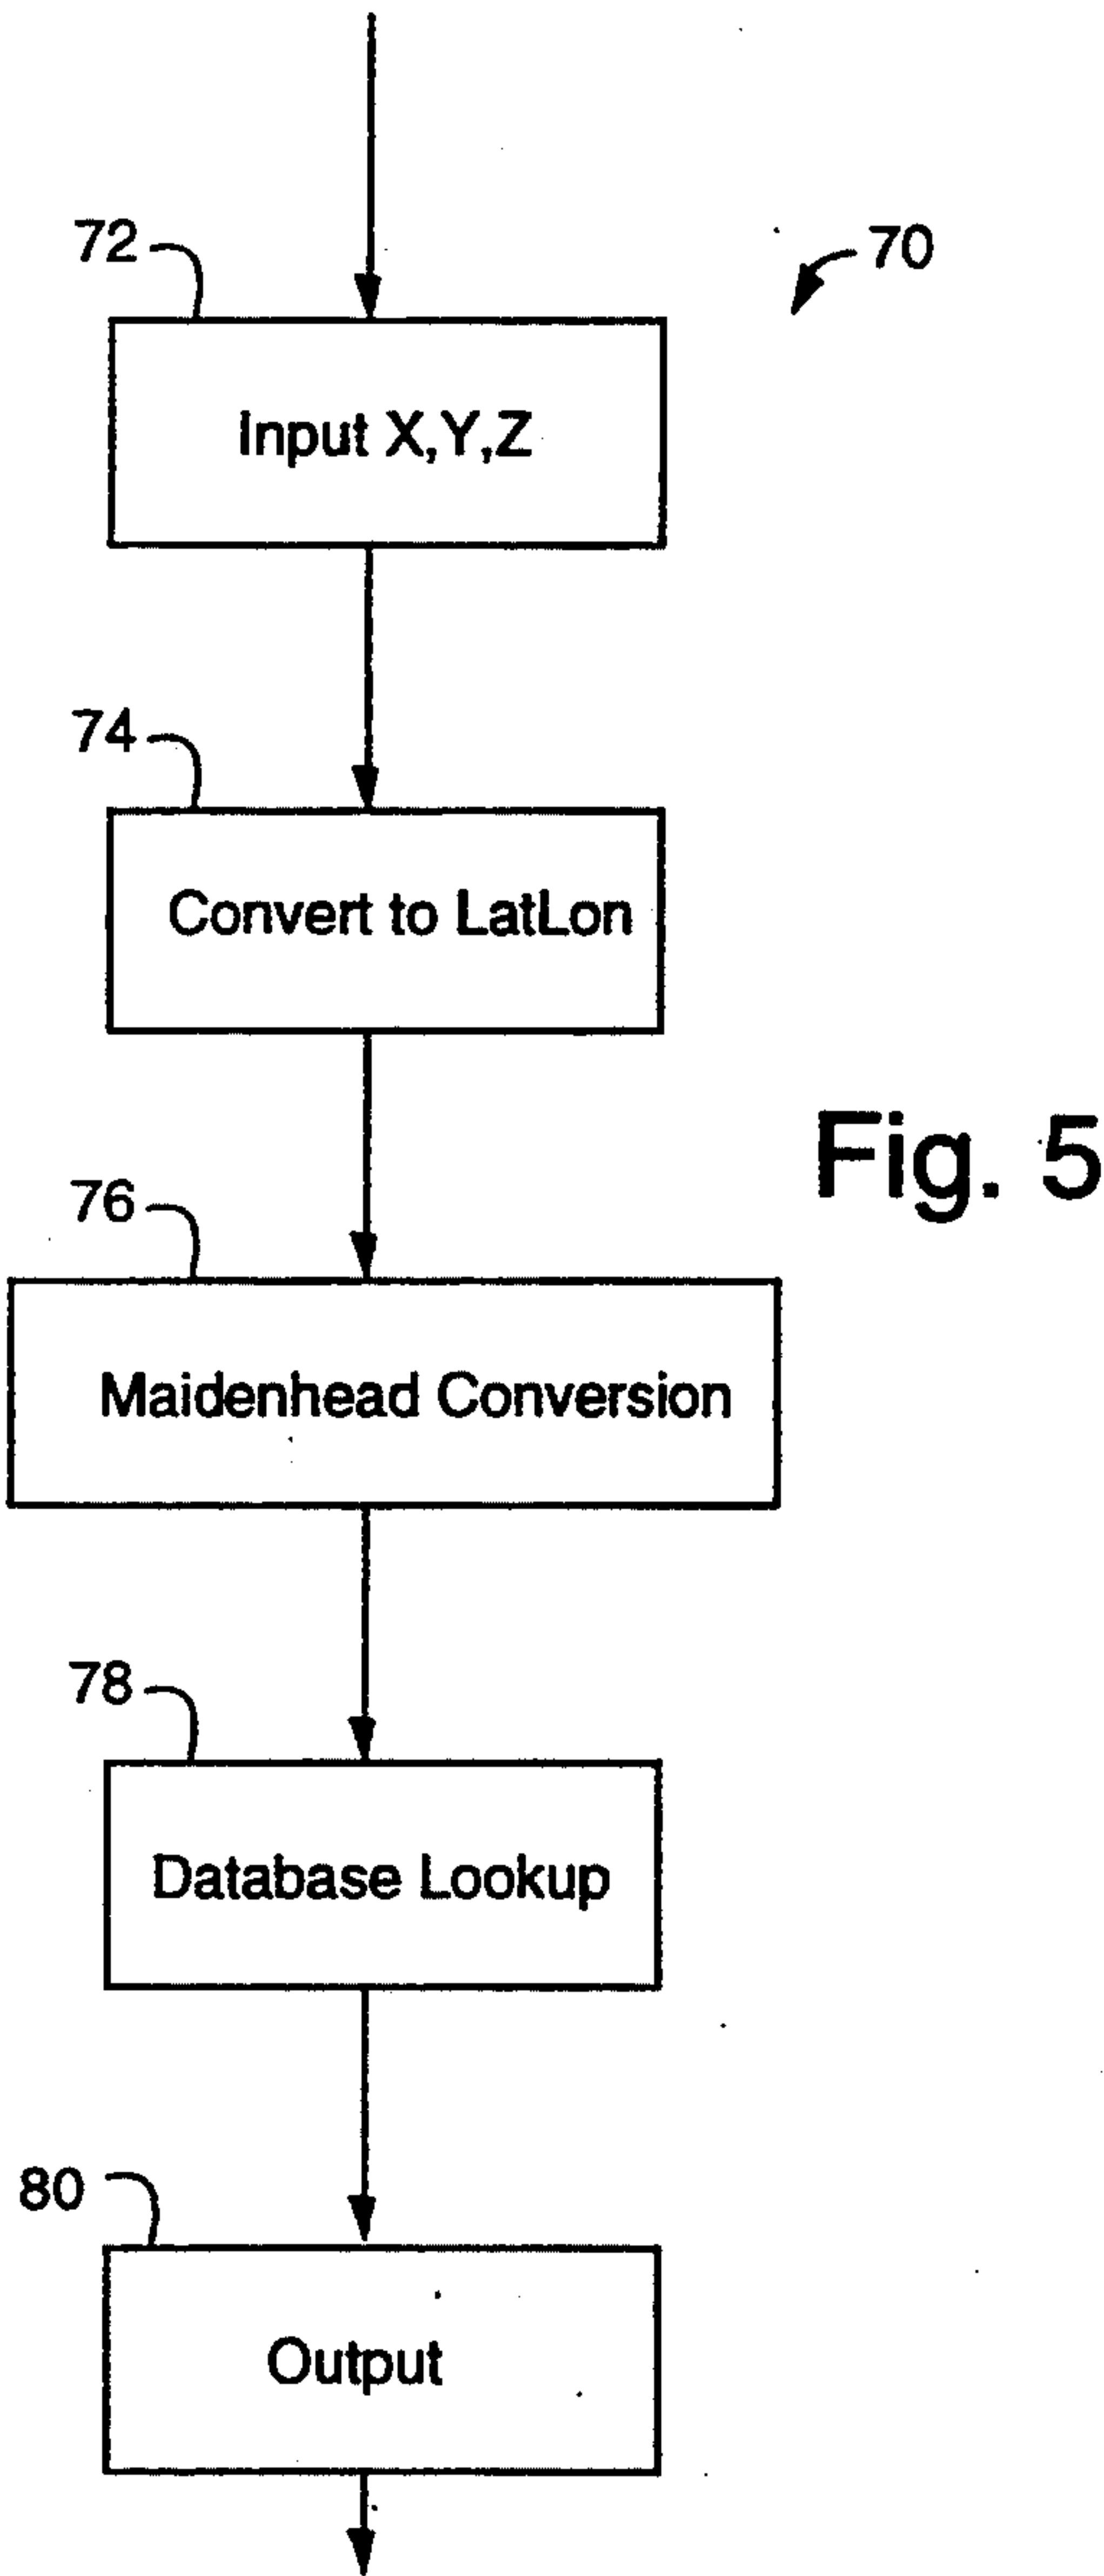 72
70
Input X,Y,Z
74
Convert to LatLon
Fig. 5
76
Maidenhead Conversion
78
Database Lookup
80
Output